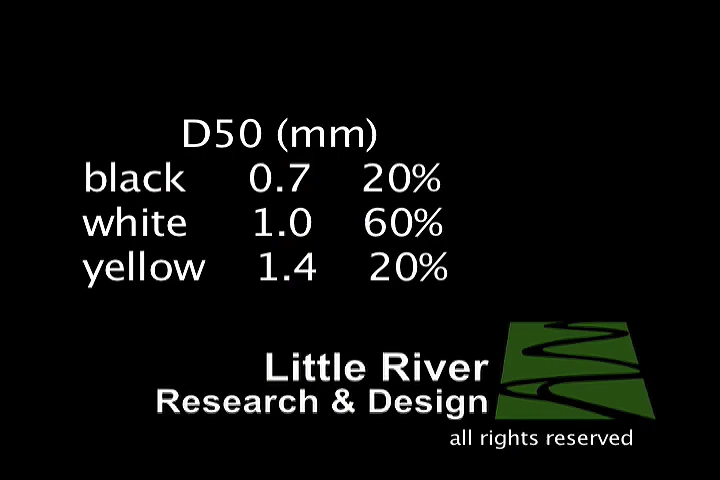 D50 (mm)
black 0.7 20%
white 1.0 60%
yellow 1.4 20%
Little River
Research & Design
all rights reserved